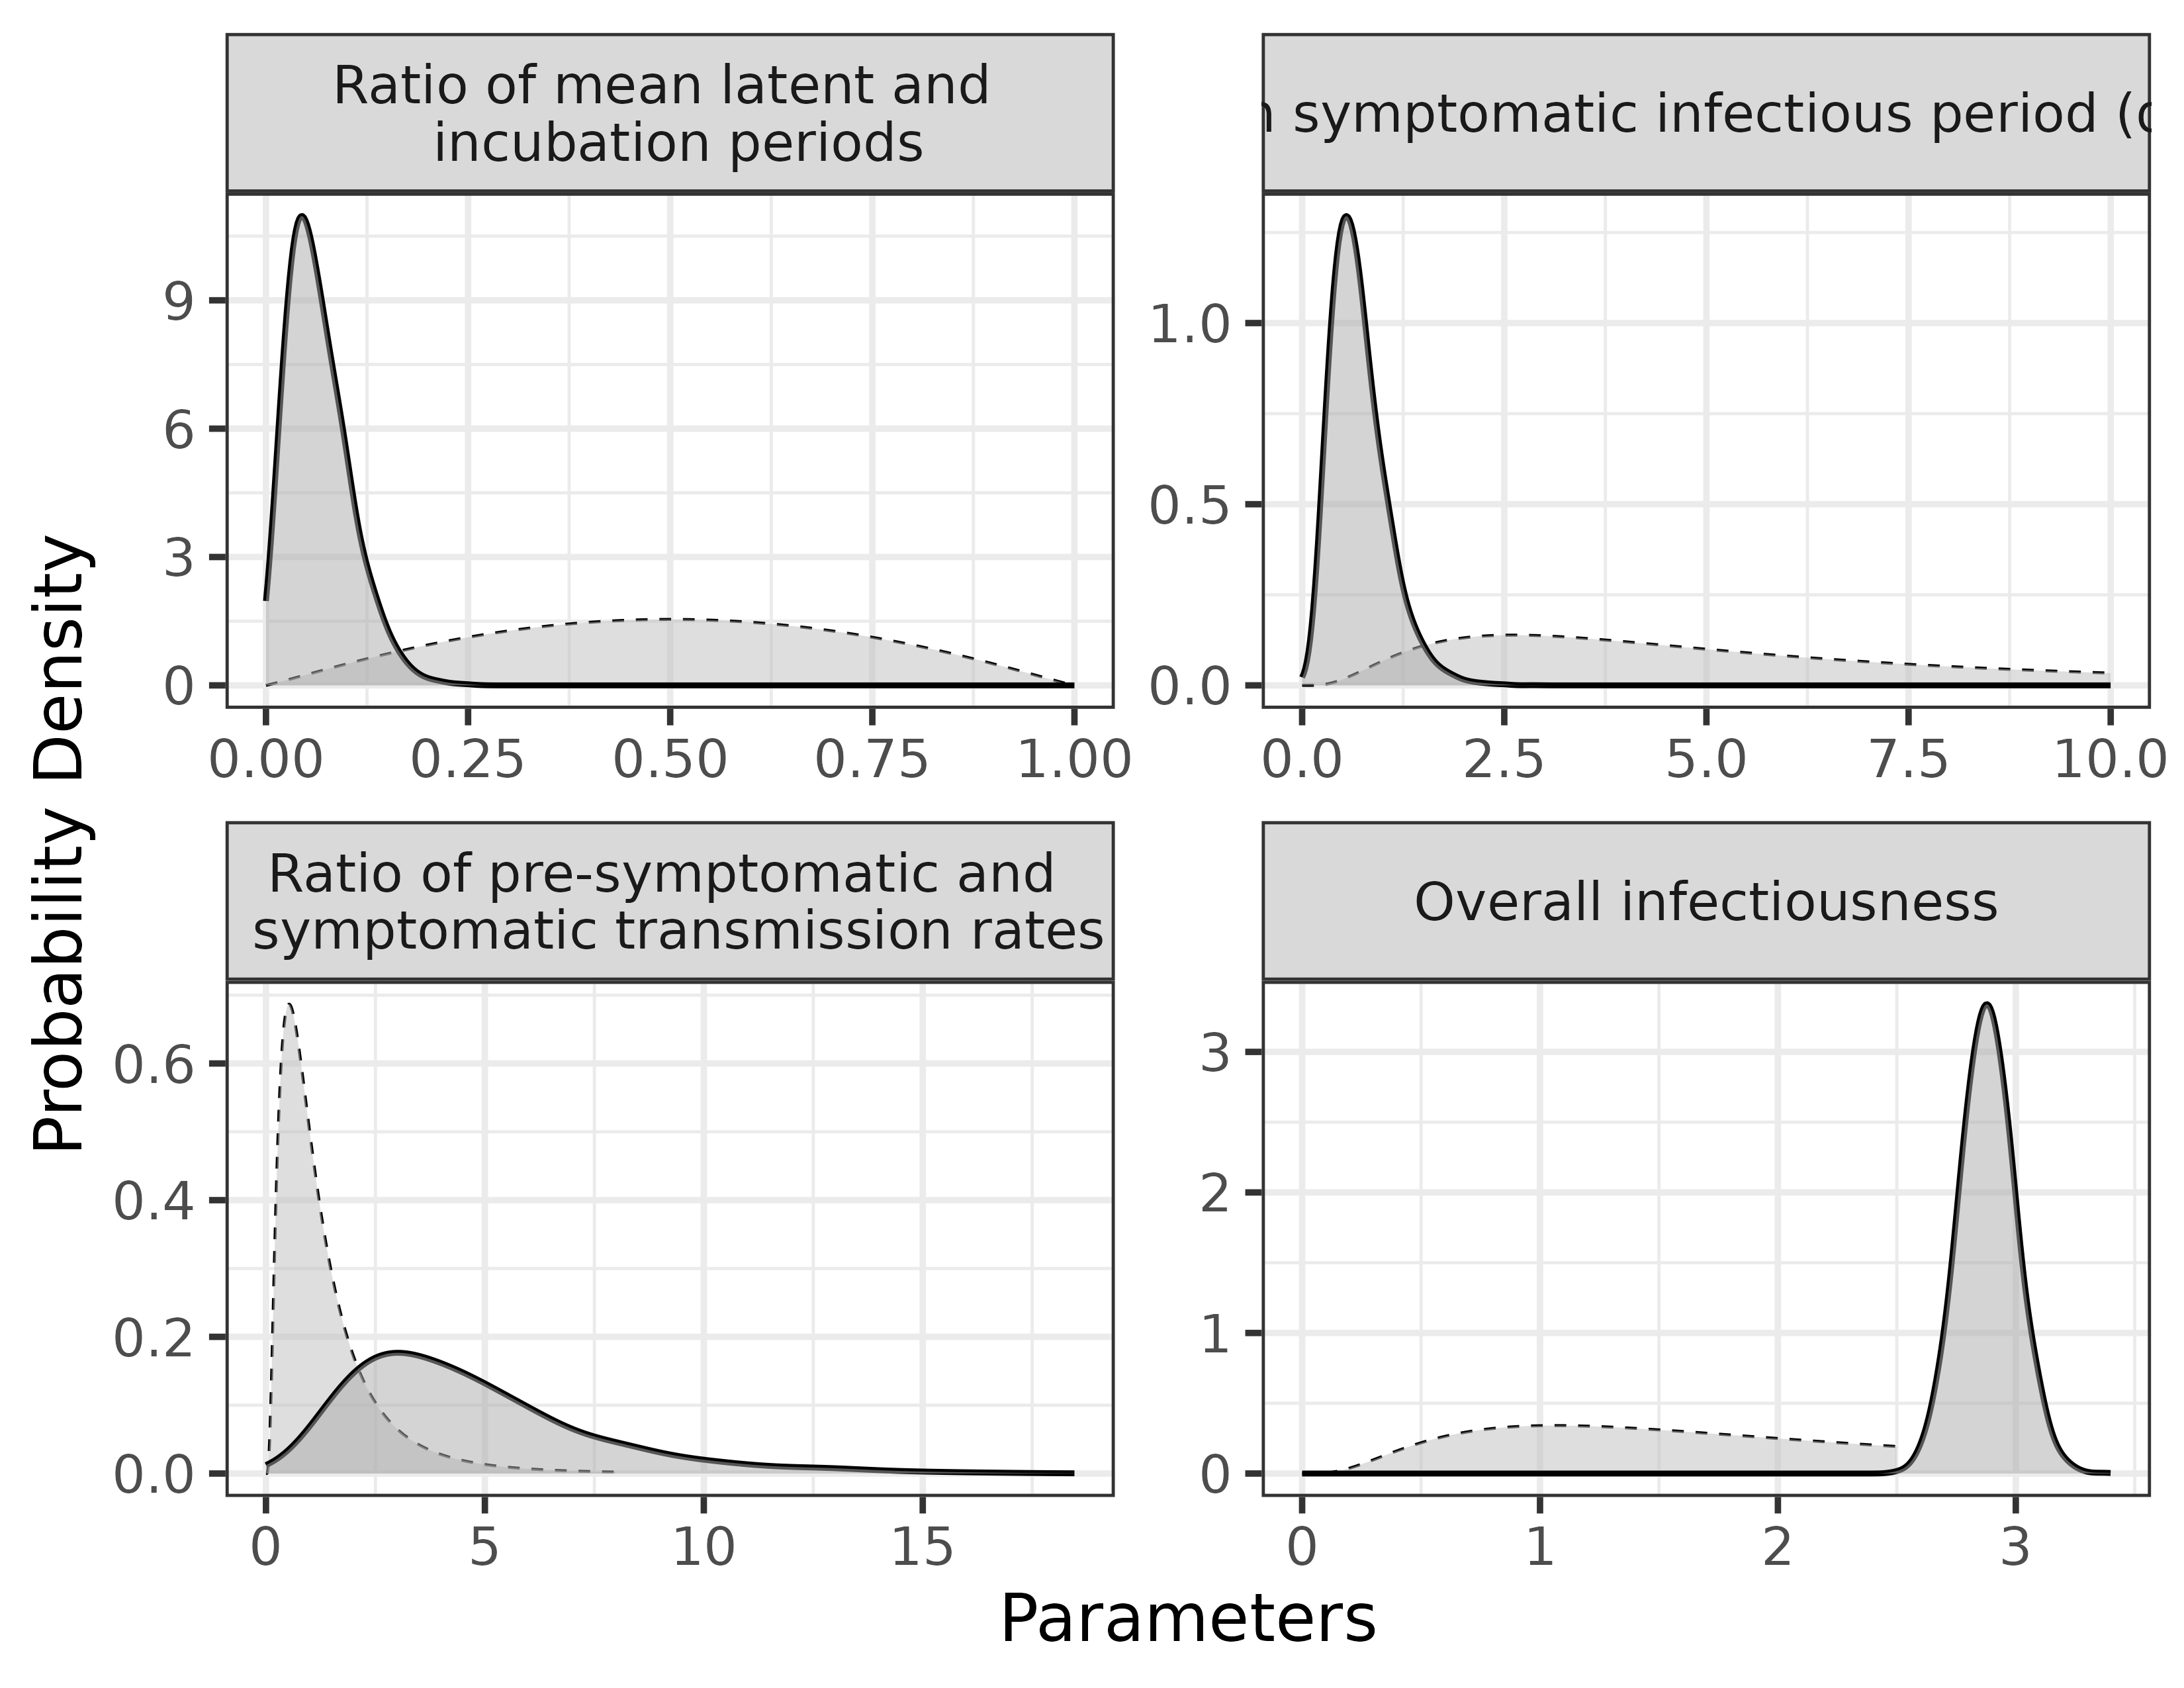 Ratio of mean latent and
incubation periods
symptomatic infectious period
9
6
3
0
0.00 0.25 0.50 0.75 1.00
1.0
0.5
0.0
0.0 2.5 5.0 7.5 10.0
Ratio of pre-symptomatic and
symptomatic transmission rates
Overall infectiousness
0.6
0.4
0.2
0.0
0 5 10 15
3
2
1
0
0 1 2 3
Probability Density
Parameters